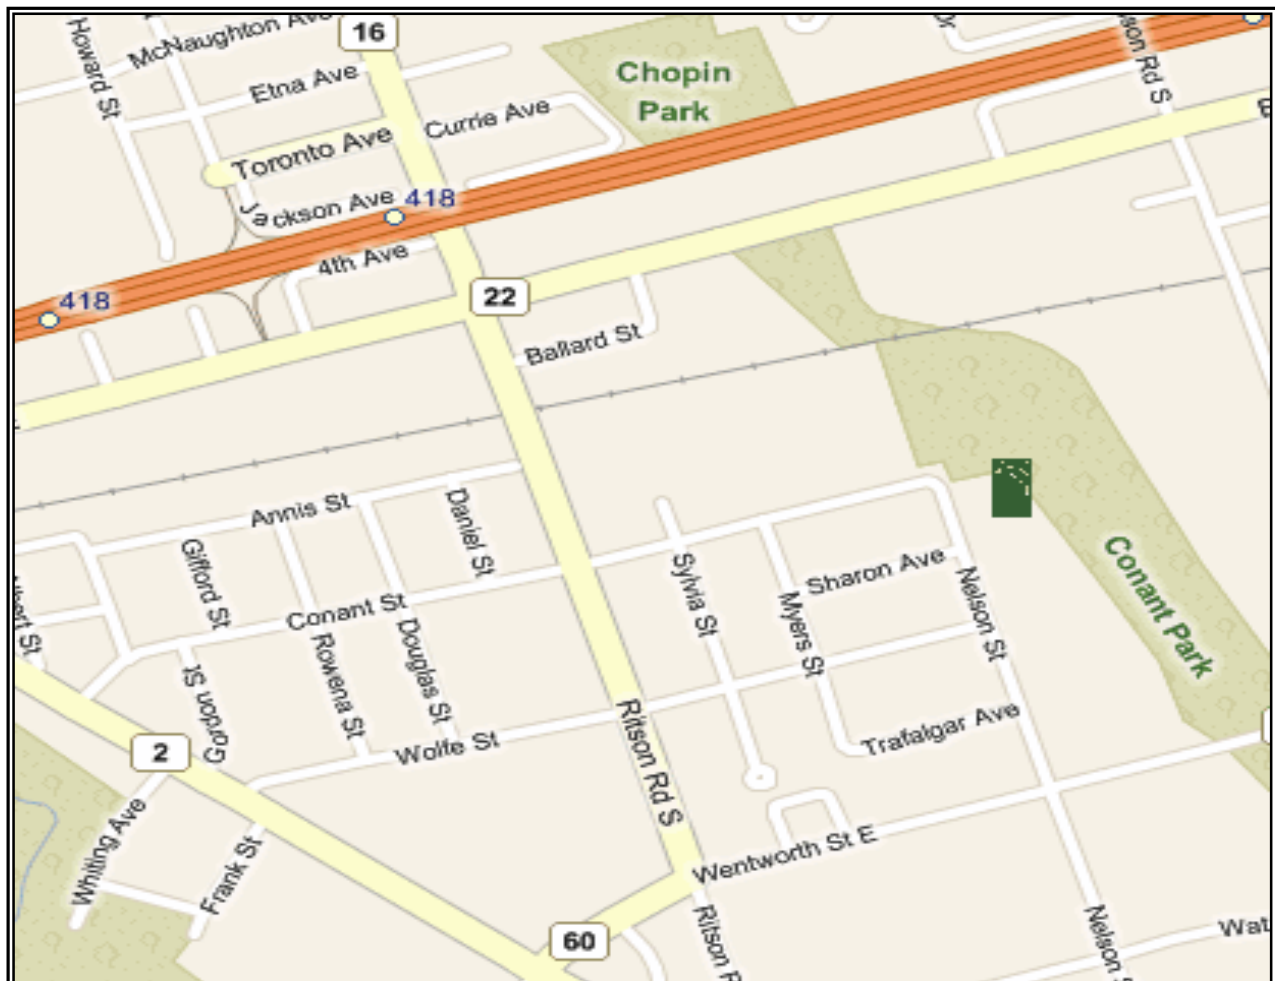 Howard St
McNaughton Ave
16
Dr
Etna Ave
Chopin
Park
Currie Ave
Toronto Ave
Jackson Ave
418
4th Ave
418
22
Ballard St
Annis St
Daniel St
Gifford St
Conant St
Rowena St
Douglas St
Gordon St
Wolfe St
Sylvia St
Myers St
Sharon Ave
Nelson St
Conant Park
Trafalgar Ave
Ritson Rd S
2
Whiting Ave
Frank St
Wentworth St E
60
Ritson R
Nelson S
Wat